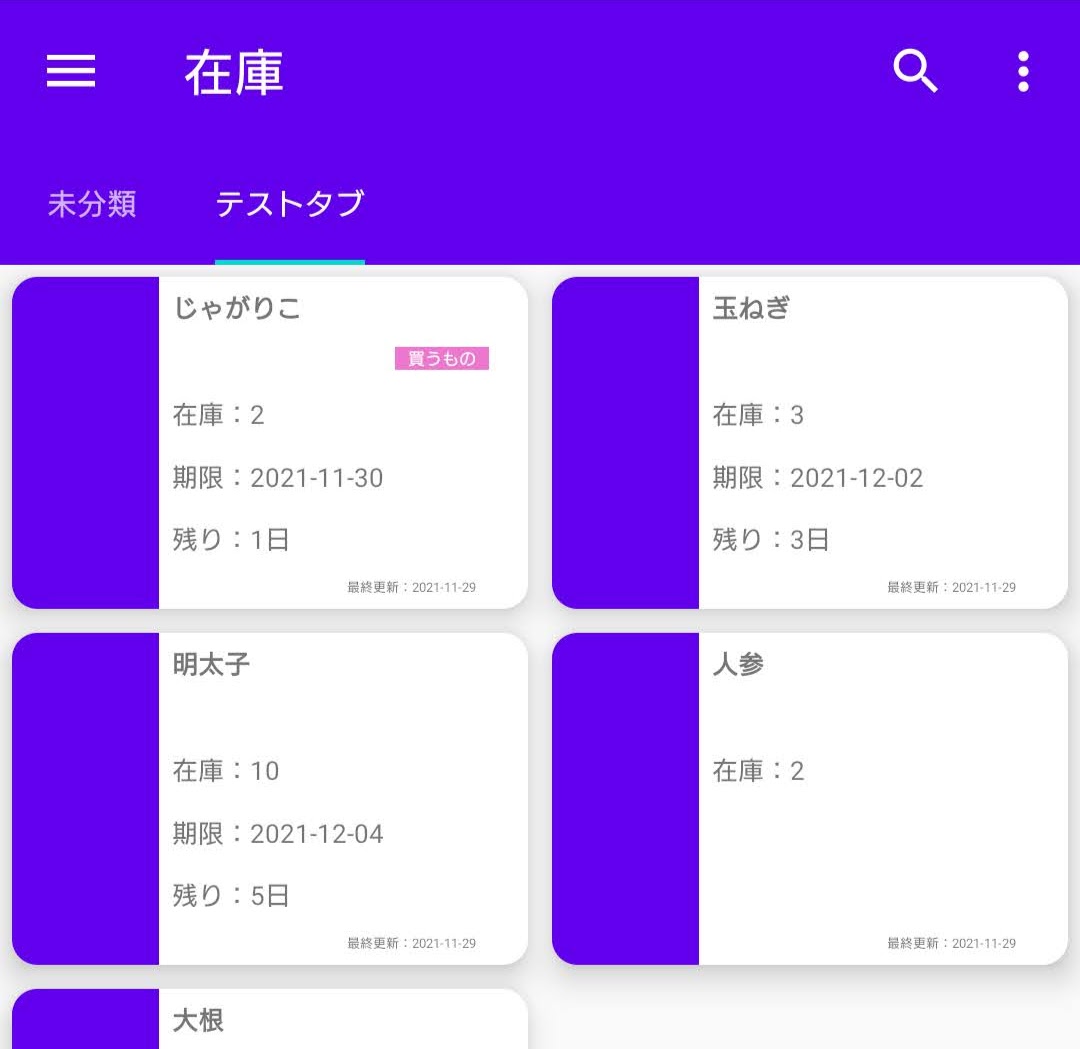 在庫
未分類 テストタブ
じゃがりこ
買うもの
在庫：2
期限：2021-11-30
残り：1日
最終更新：2021-11-29
玉ねぎ
在庫：3
期限：2021-12-02
残り：3日
最終更新：2021-11-29
明太子
在庫：10
期限：2021-12-04
残り：5日
最終更新：2021-11-29
人参
在庫：2
最終更新：2021-11-29
大根